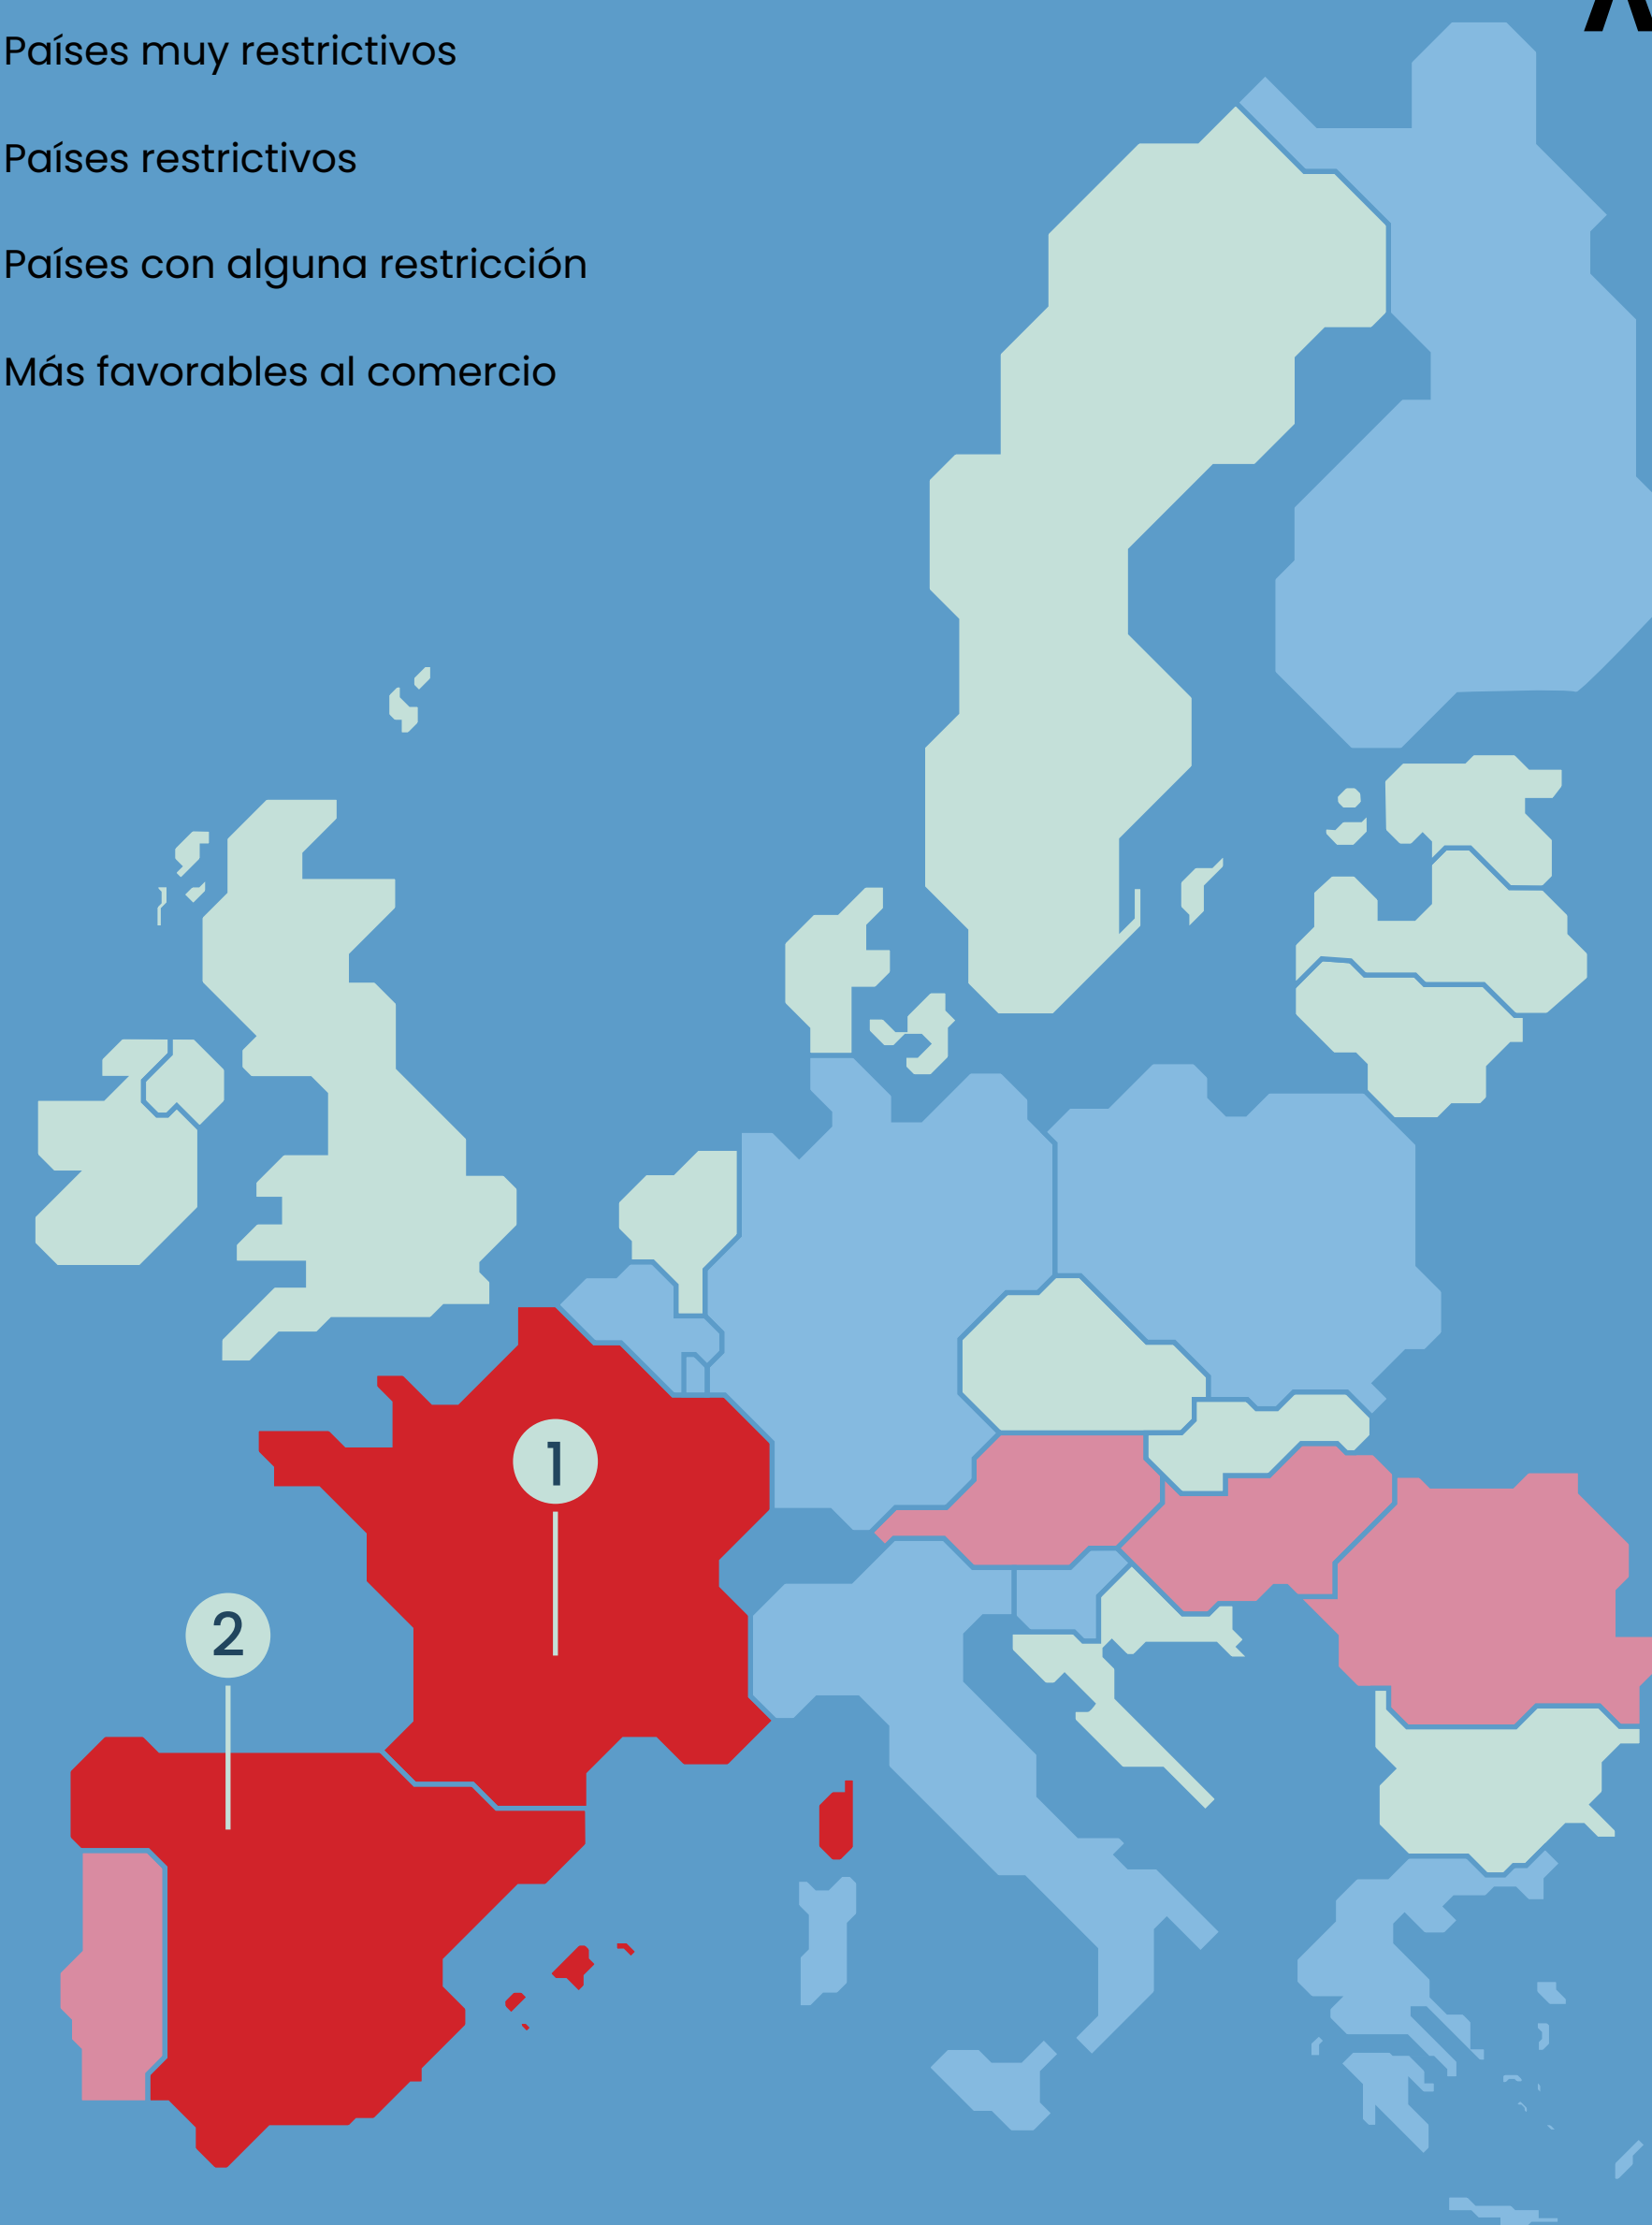 Países muy restrictivos
Países restrictivos
Países con alguna restricción
Más favorables al comercio
1
2